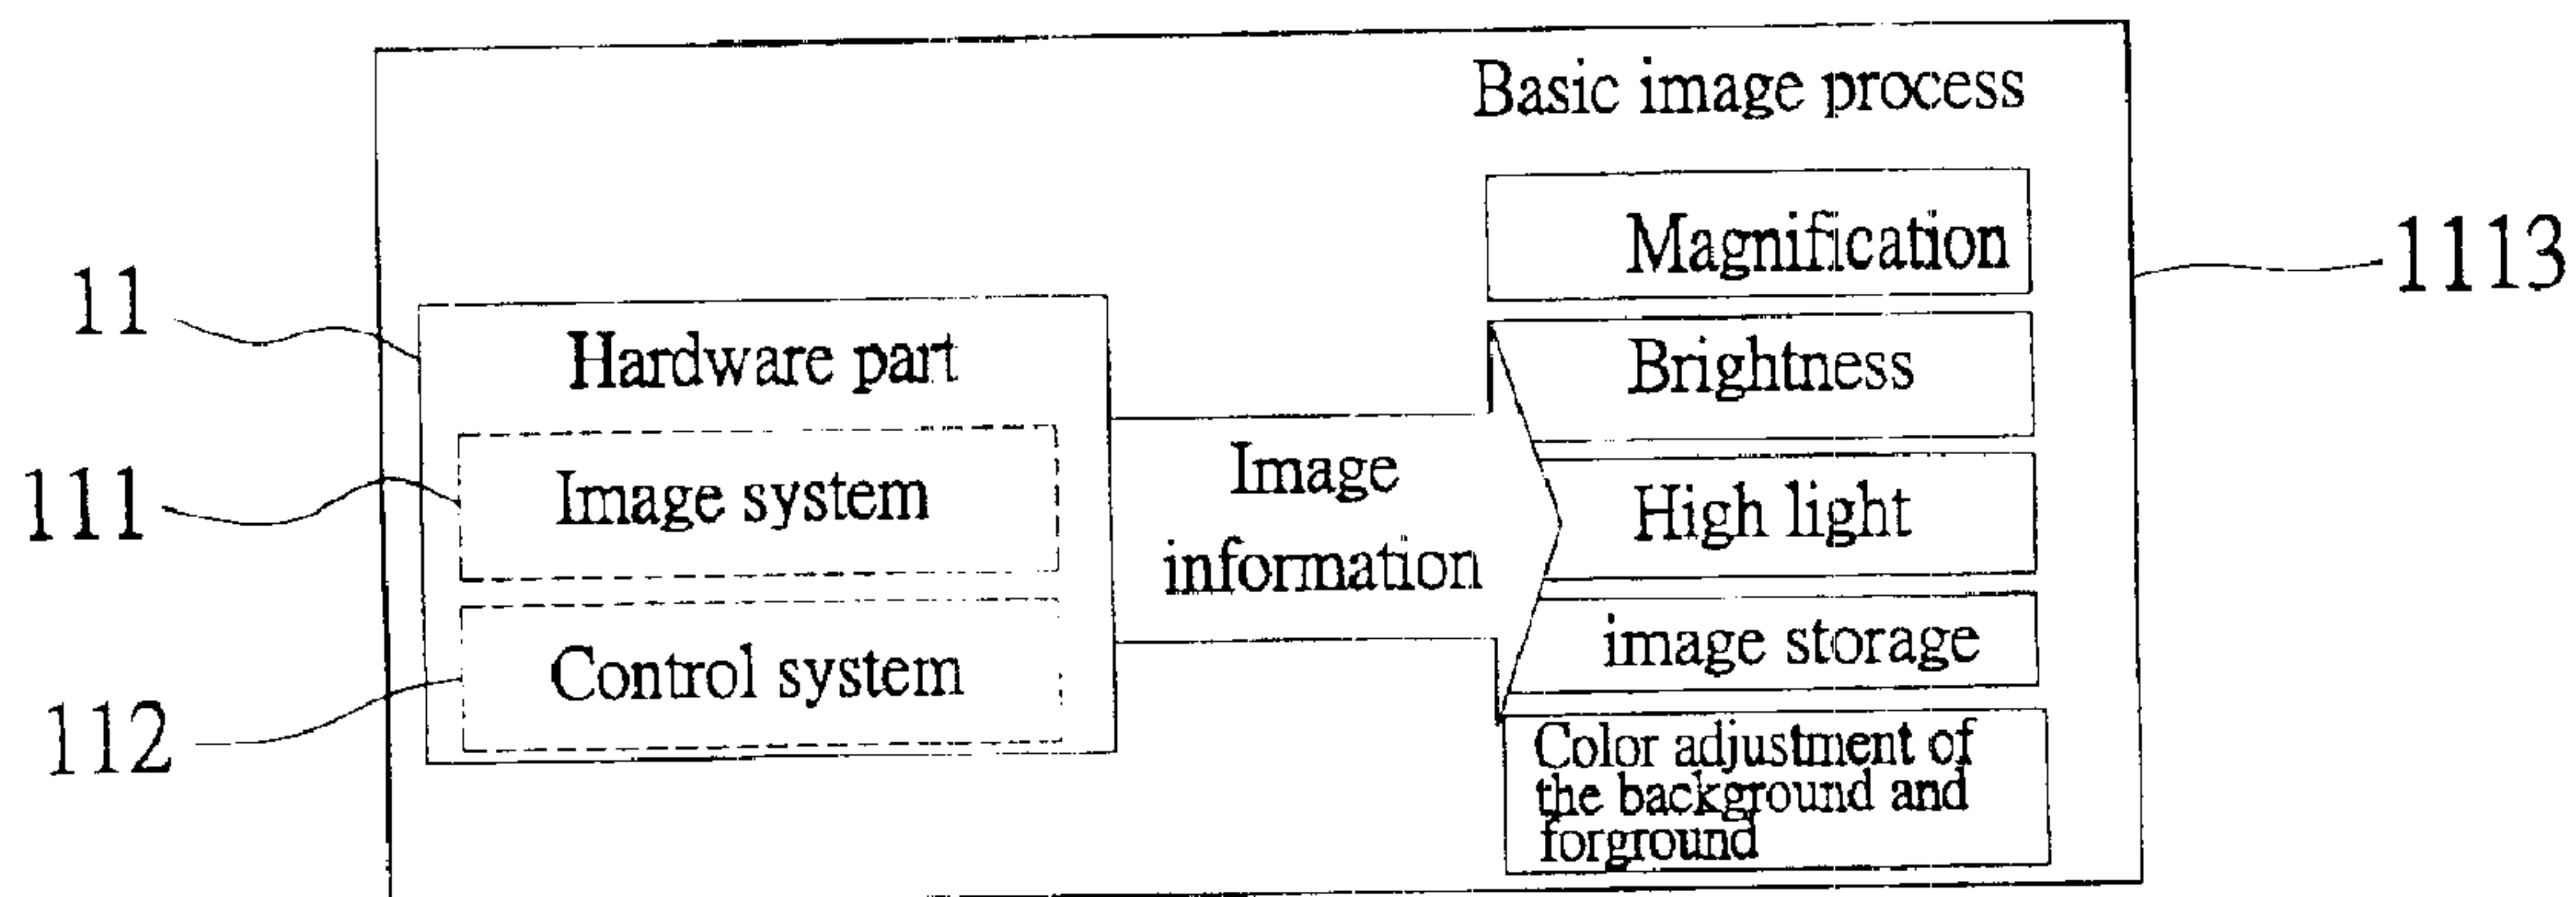 Basic image process
Magnification
1113
11
Hardware part
Brightness
Image system
111
Image
information
High light
Control system
112
image storage
Color adjustment of
the background and
forground